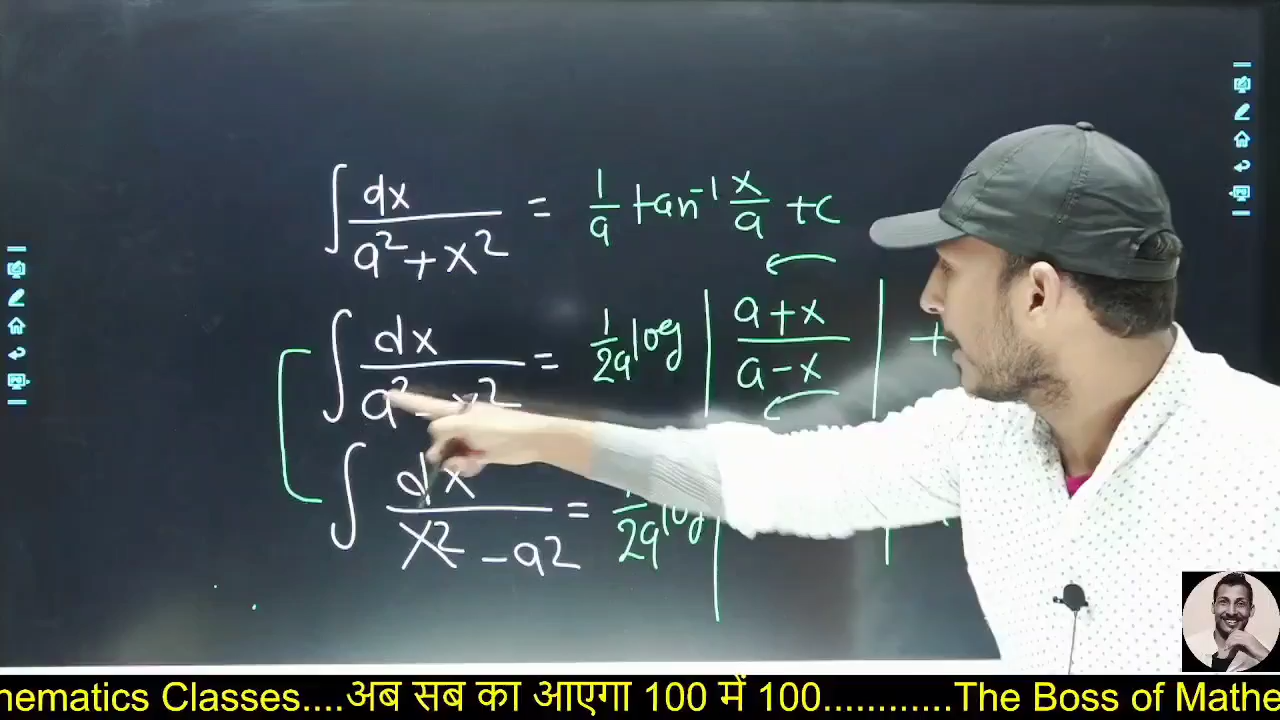 ∫ dx / a² + x² = 1/a tan⁻¹ x/a + c
∫ dx / a² - x² = 1/2a log | a + x / a - x | +
∫ dx / x² - a2 = 1/2a log |
hematics Classes....अब सब का आएगा 100 में 100............The Boss of Mathe